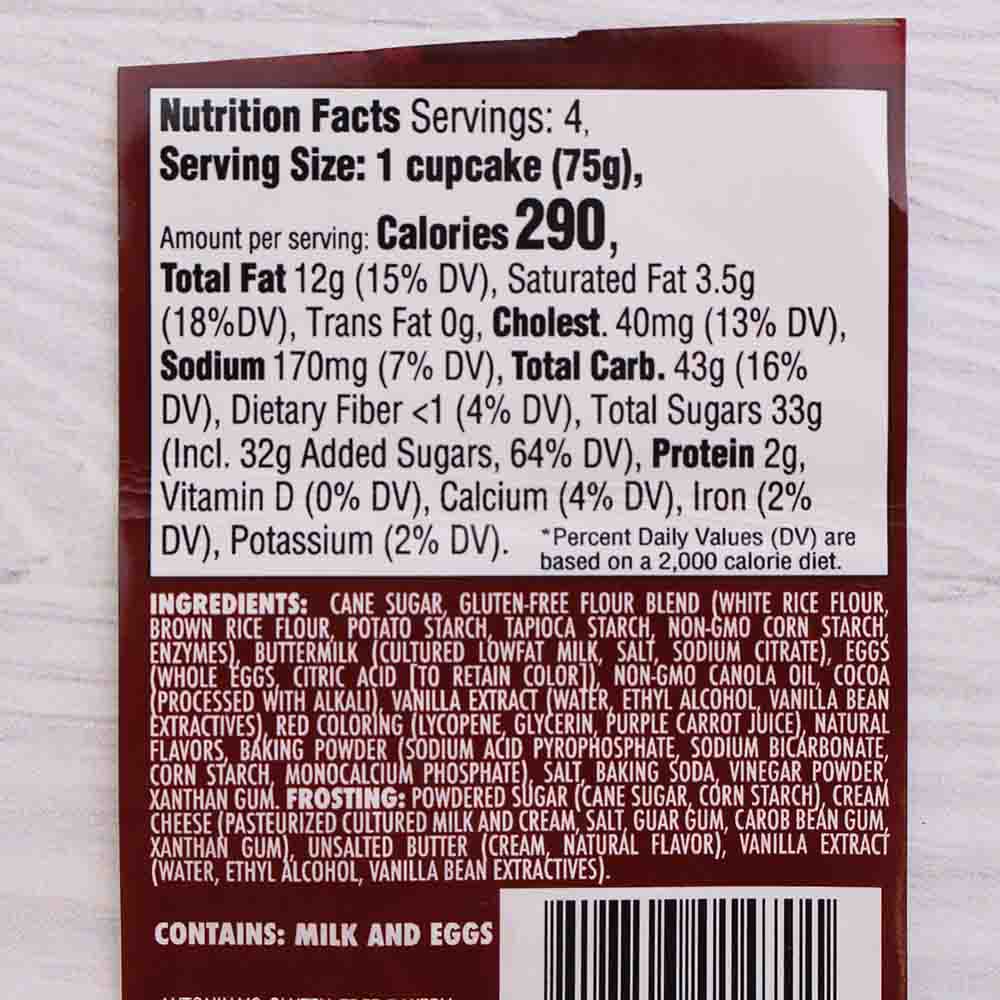 Nutrition Facts Servings: 4,
Serving Size: 1 cupcake (75g),
Amount per serving: Calories 290,
Total Fat 12g (15% DV), Saturated Fat 3.5g
(18%DV), Trans Fat 0g, Cholest. 40mg (13% DV),
Sodium 170mg (7% DV), Total Carb. 43g (16%
DV), Dietary Fiber <1 (4% DV), Total Sugars 33g
(Incl. 32g Added Sugars, 64% DV), Protein 2g,
Vitamin D (0% DV), Calcium (4% DV), Iron (2%
DV), Potassium (2% DV). *Percent Daily Values (DV) are
based on a 2,000 calorie diet.
INGREDIENTS: CANE SUGAR, GLUTEN-FREE FLOUR BLEND (WHITE RICE FLOUR,
BROWN RICE FLOUR, POTATO STARCH, TAPIOCA STARCH, NON-GMO CORN STARCH,
ENZYMES), BUTTERMILK (CULTURED LOWFAT MILK, SALT, SODIUM CITRATE), EGGS
(WHOLE EGGS, CITRIC ACID [TO RETAIN COLOR]), NON-GMO CANOLA OIL, COCOA
(PROCESSED WITH ALKALI), VANILLA EXTRACT (WATER, ETHYL ALCOHOL, VANILLA BEAN
EXTRACTIVES), RED COLORING (LYCOPENE, GLYCERIN, PURPLE CARROT JUICE), NATURAL
FLAVORS, BAKING POWDER (SODIUM ACID PYROPHOSPHATE, SODIUM BICARBONATE,
CORN STARCH, MONOCALCIUM PHOSPHATE), SALT, BAKING SODA, VINEGAR POWDER,
XANTHAN GUM. FROSTING: POWDERED SUGAR (CANE SUGAR, CORN STARCH), CREAM
CHEESE (PASTEURIZED CULTURED MILK AND CREAM, SALT, GUAR GUM, CAROB BEAN GUM,
XANTHAN GUM), UNSALTED BUTTER (CREAM, NATURAL FLAVOR), VANILLA EXTRACT
(WATER, ETHYL ALCOHOL, VANILLA BEAN EXTRACTIVES).
CONTAINS: MILK AND EGGS